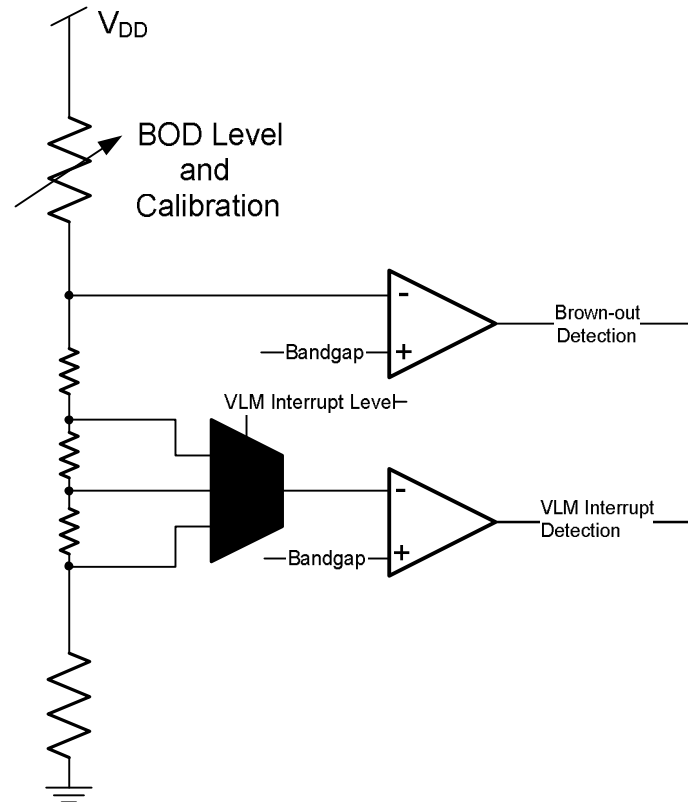 VDD
BOD Level
and
Calibration
-
Bandgap
+
Brown-out
Detection
VLM Interrupt Level
-
Bandgap
+
VLM Interrupt
Detection